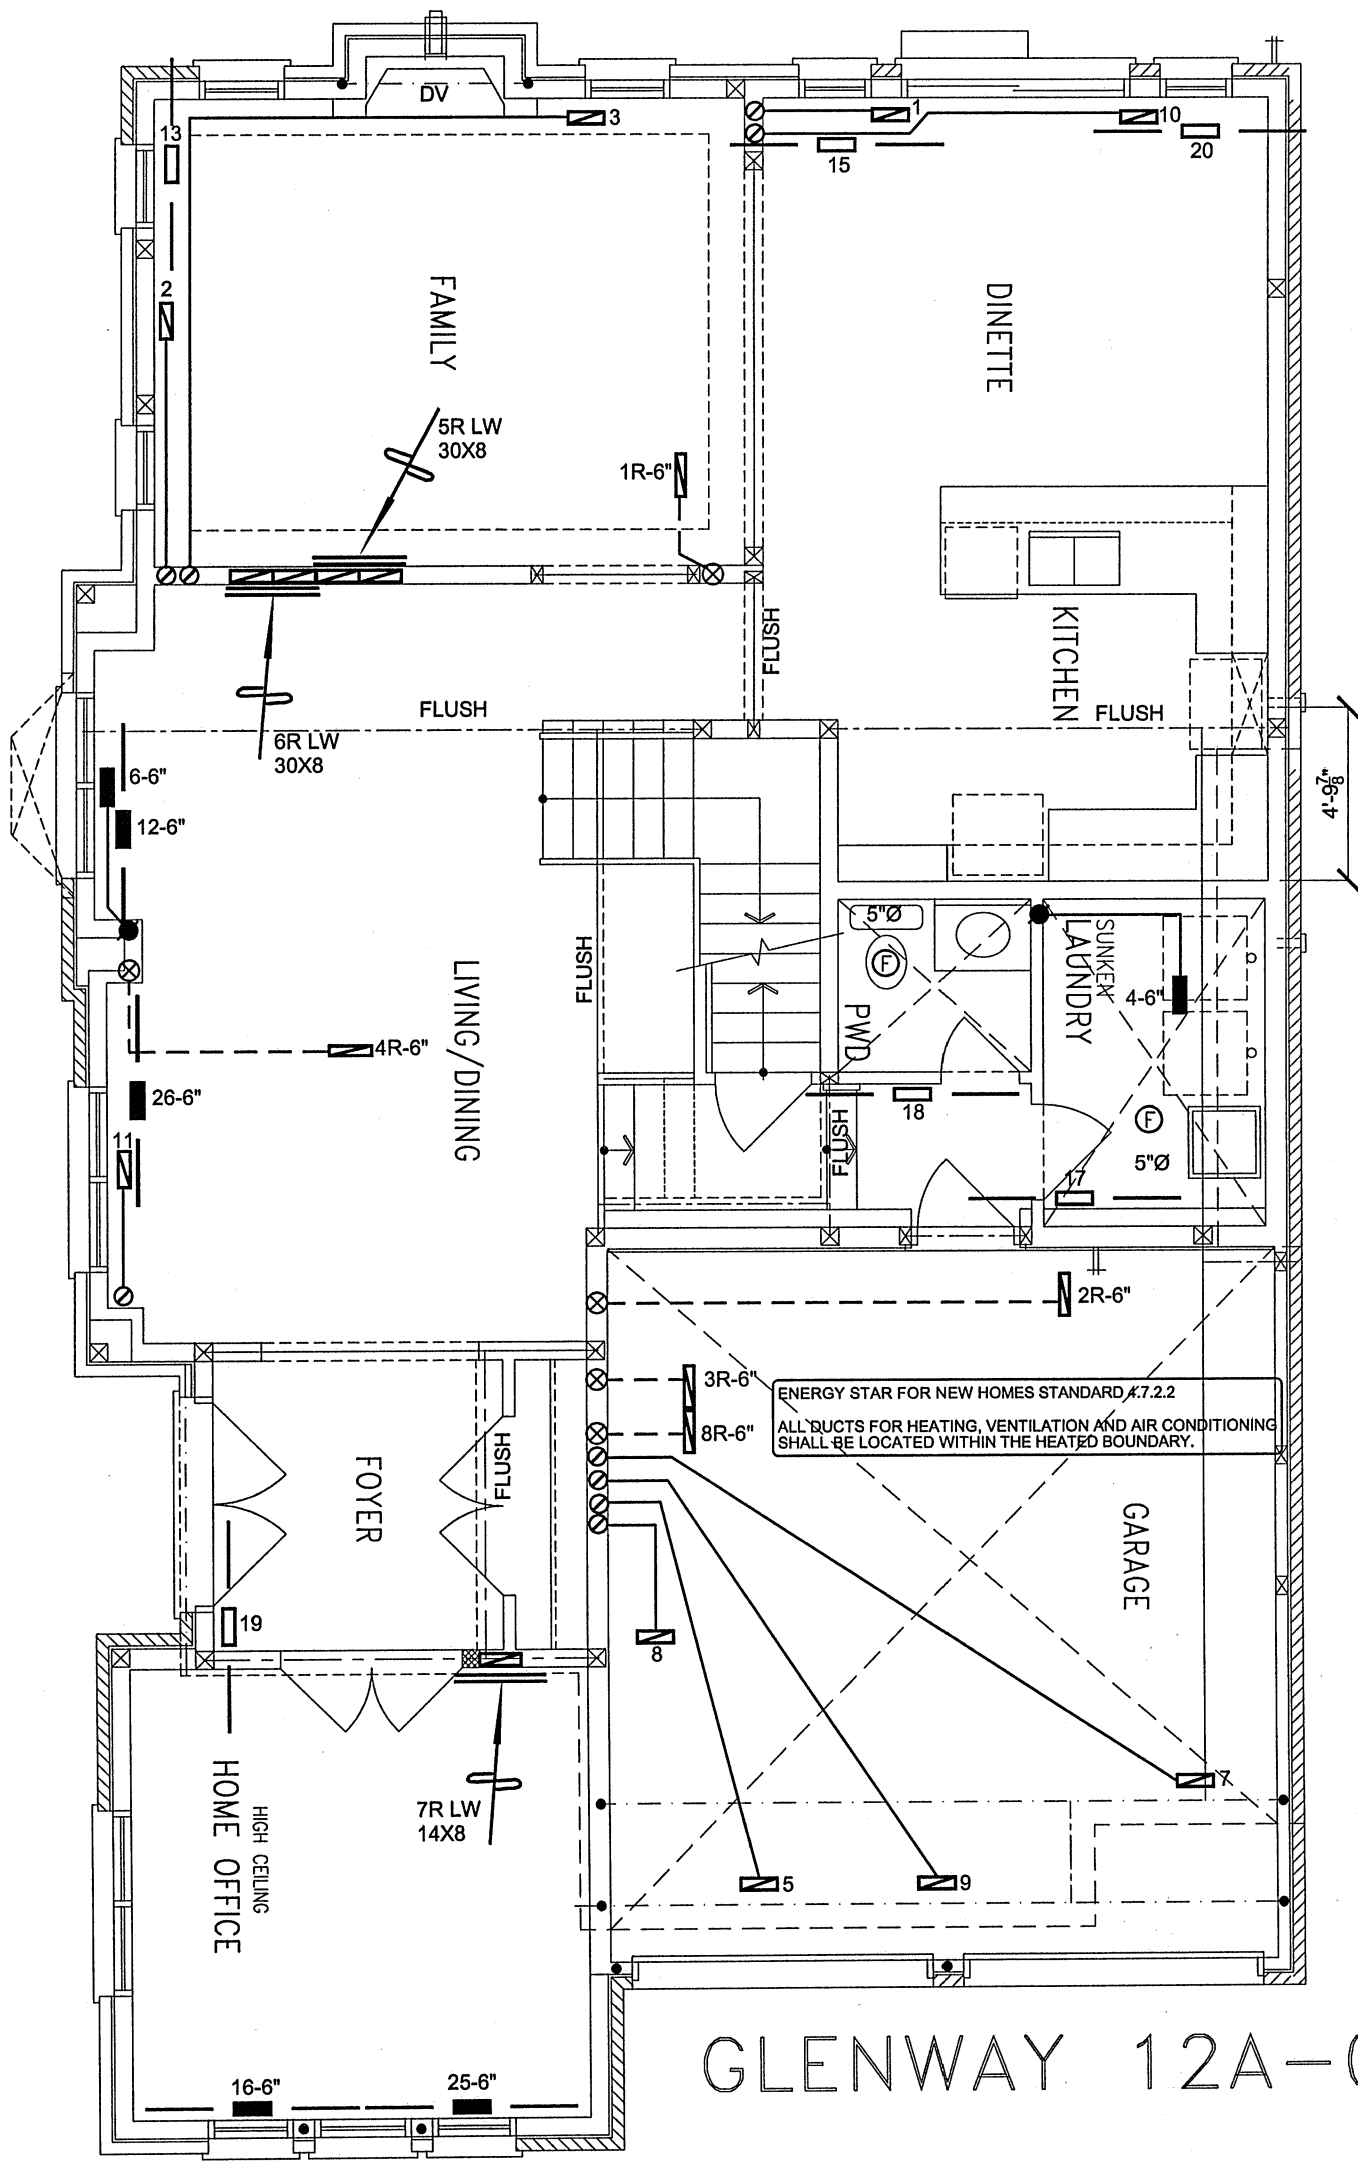 DV
3
1
10
13
15
20
2
FAMILY
DINETTE
5R LW
30X8
1R-6"
KITCHEN
FLUSH
FLUSH
FLUSH
6R LW
30X8
6-6"
12-6"
4'-9⅞"
5"Ø
F
SUNKEN
LAUNDRY
4-6"
FLUSH
LIVING/DINING
PWD
4R-6"
26-6"
11
18
F
5"Ø
FLUSH
17
2R-6"
3R-6"
8R-6"
ENERGY STAR FOR NEW HOMES STANDARD 4.7.2.2
ALL DUCTS FOR HEATING, VENTILATION AND AIR CONDITIONING
SHALL BE LOCATED WITHIN THE HEATED BOUNDARY.
FLUSH
FOYER
GARAGE
19
8
7
7R LW
14X8
HIGH CEILING
HOME OFFICE
5
9
GLENWAY 12A-
16-6"
25-6"